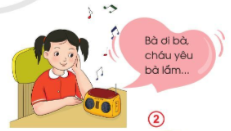 Bà ơi bà,
cháu yêu
bà lắm...
2